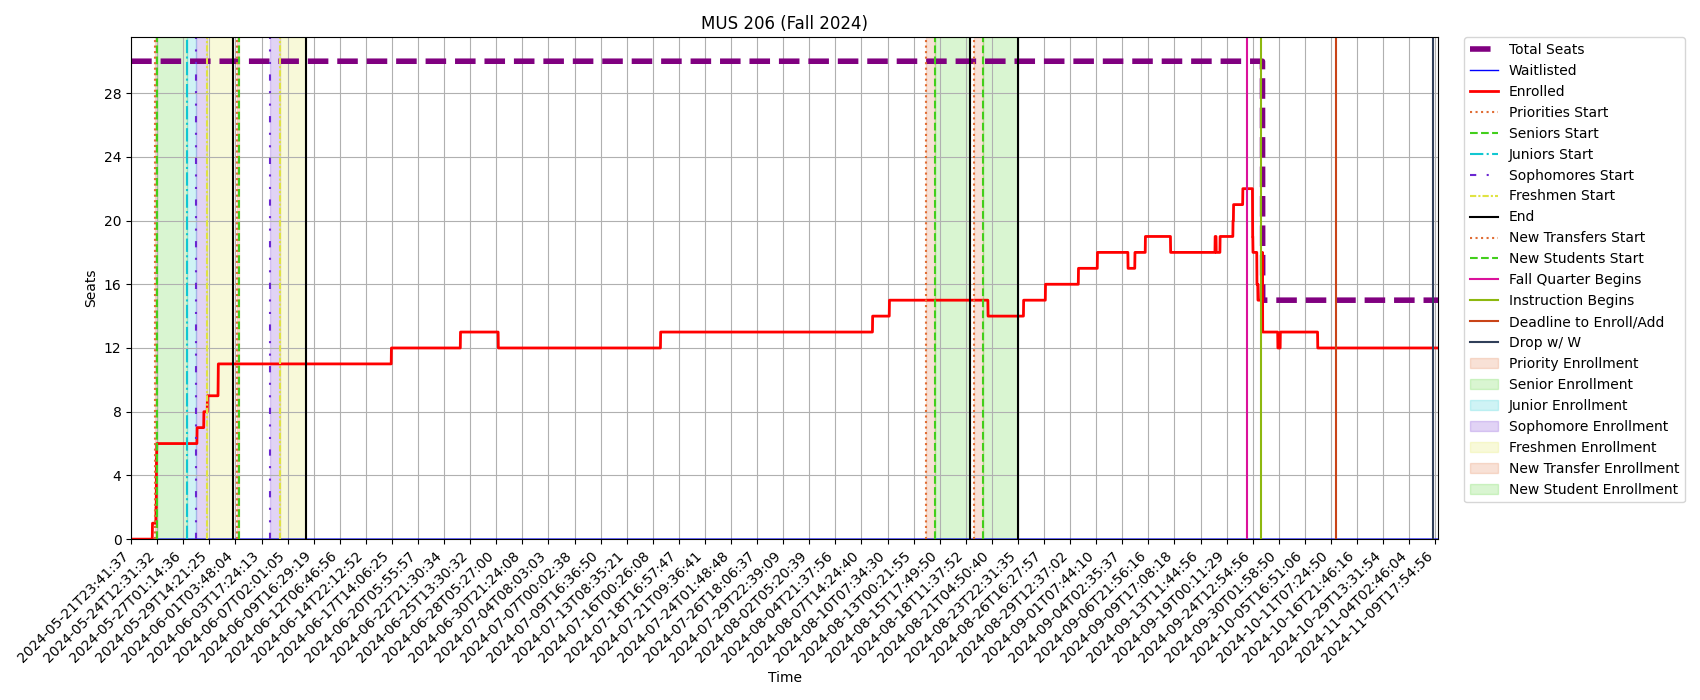 MUS 206 (Fall 2024)
Seats
28
24
20
16
12
8
4
0
2024-05-21T23:41:37
2024-05-24T12:31:32
2024-05-27T01:14:36
2024-05-29T14:21:25
2024-06-01T03:48:04
2024-06-03T17:24:13
2024-06-07T02:01:05
2024-06-09T16:29:19
2024-06-12T06:46:56
2024-06-14T22:12:52
2024-06-17T14:06:25
2024-06-20T05:55:57
2024-06-22T21:30:34
2024-06-25T13:30:32
2024-06-28T05:27:00
2024-06-30T21:24:08
2024-07-04T08:03:03
2024-07-07T00:02:38
2024-07-09T16:36:50
2024-07-13T08:35:21
2024-07-16T00:26:08
2024-07-18T16:57:47
2024-07-21T09:36:41
2024-07-24T01:48:48
2024-07-26T18:06:37
2024-07-29T22:39:09
2024-08-02T05:20:39
2024-08-04T21:37:56
2024-08-07T14:24:40
2024-08-10T07:34:30
2024-08-13T00:21:55
2024-08-15T17:49:50
2024-08-18T11:37:52
2024-08-21T04:50:40
2024-08-23T22:31:35
2024-08-26T16:27:57
2024-08-29T12:37:02
2024-09-01T07:44:10
2024-09-04T02:35:37
2024-09-06T21:56:16
2024-09-09T17:08:18
2024-09-13T11:44:56
2024-09-19T00:11:29
2024-09-24T12:54:56
2024-09-30T01:58:50
2024-10-05T16:51:06
2024-10-11T07:24:50
2024-10-16T21:46:16
2024-10-29T13:31:54
2024-11-04T02:46:04
2024-11-09T17:54:56
Time
Total Seats
Waitlisted
Enrolled
Priorities Start
Seniors Start
Juniors Start
Sophomores Start
Freshmen Start
End
New Transfers Start
New Students Start
Fall Quarter Begins
Instruction Begins
Deadline to Enroll/Add
Drop w/ W
Priority Enrollment
Senior Enrollment
Junior Enrollment
Sophomore Enrollment
Freshmen Enrollment
New Transfer Enrollment
New Student Enrollment